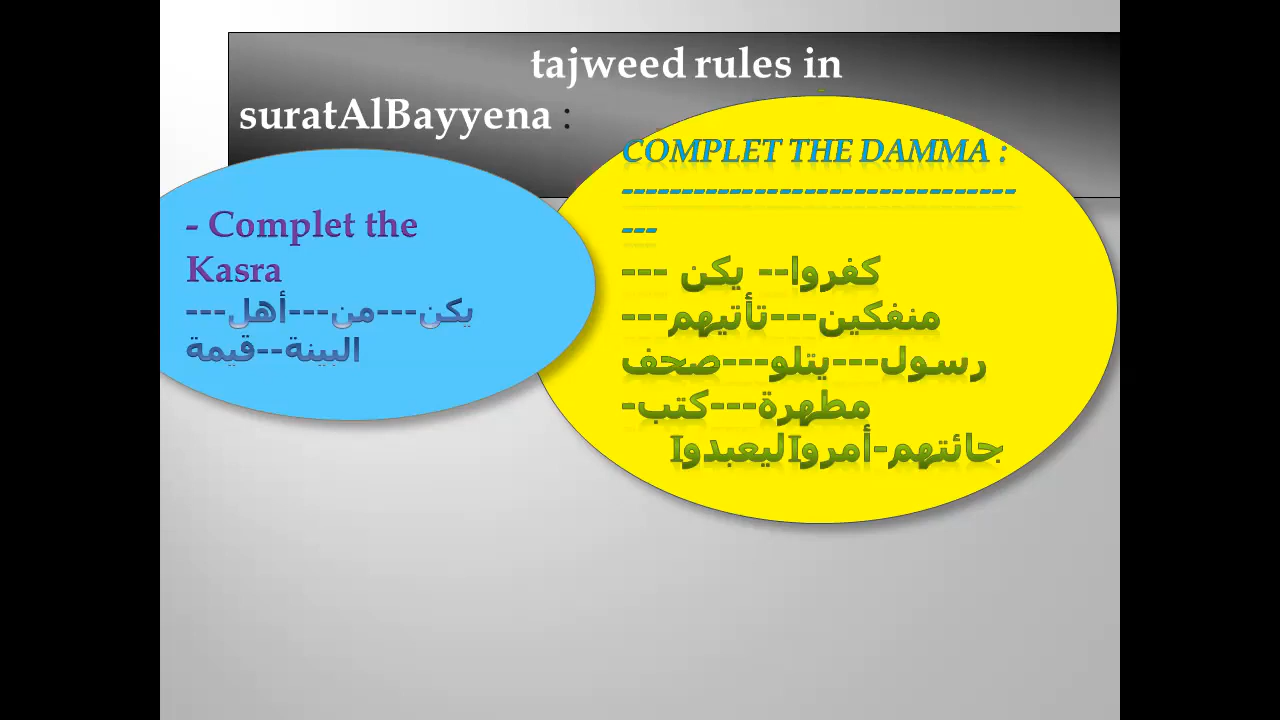 tajweed rules in
suratAlBayyena :
- Complet the
Kasra
يكن---من---أهل---
البينة--قيمة
COMPLET THE DAMMA :
---------------------------------
---
كفروا-- يكن ---
منفكين---تأتيهم---
رسول---يتلو---صحف
مطهرة---كتب-
جائتهم-أمرواليعبدوا